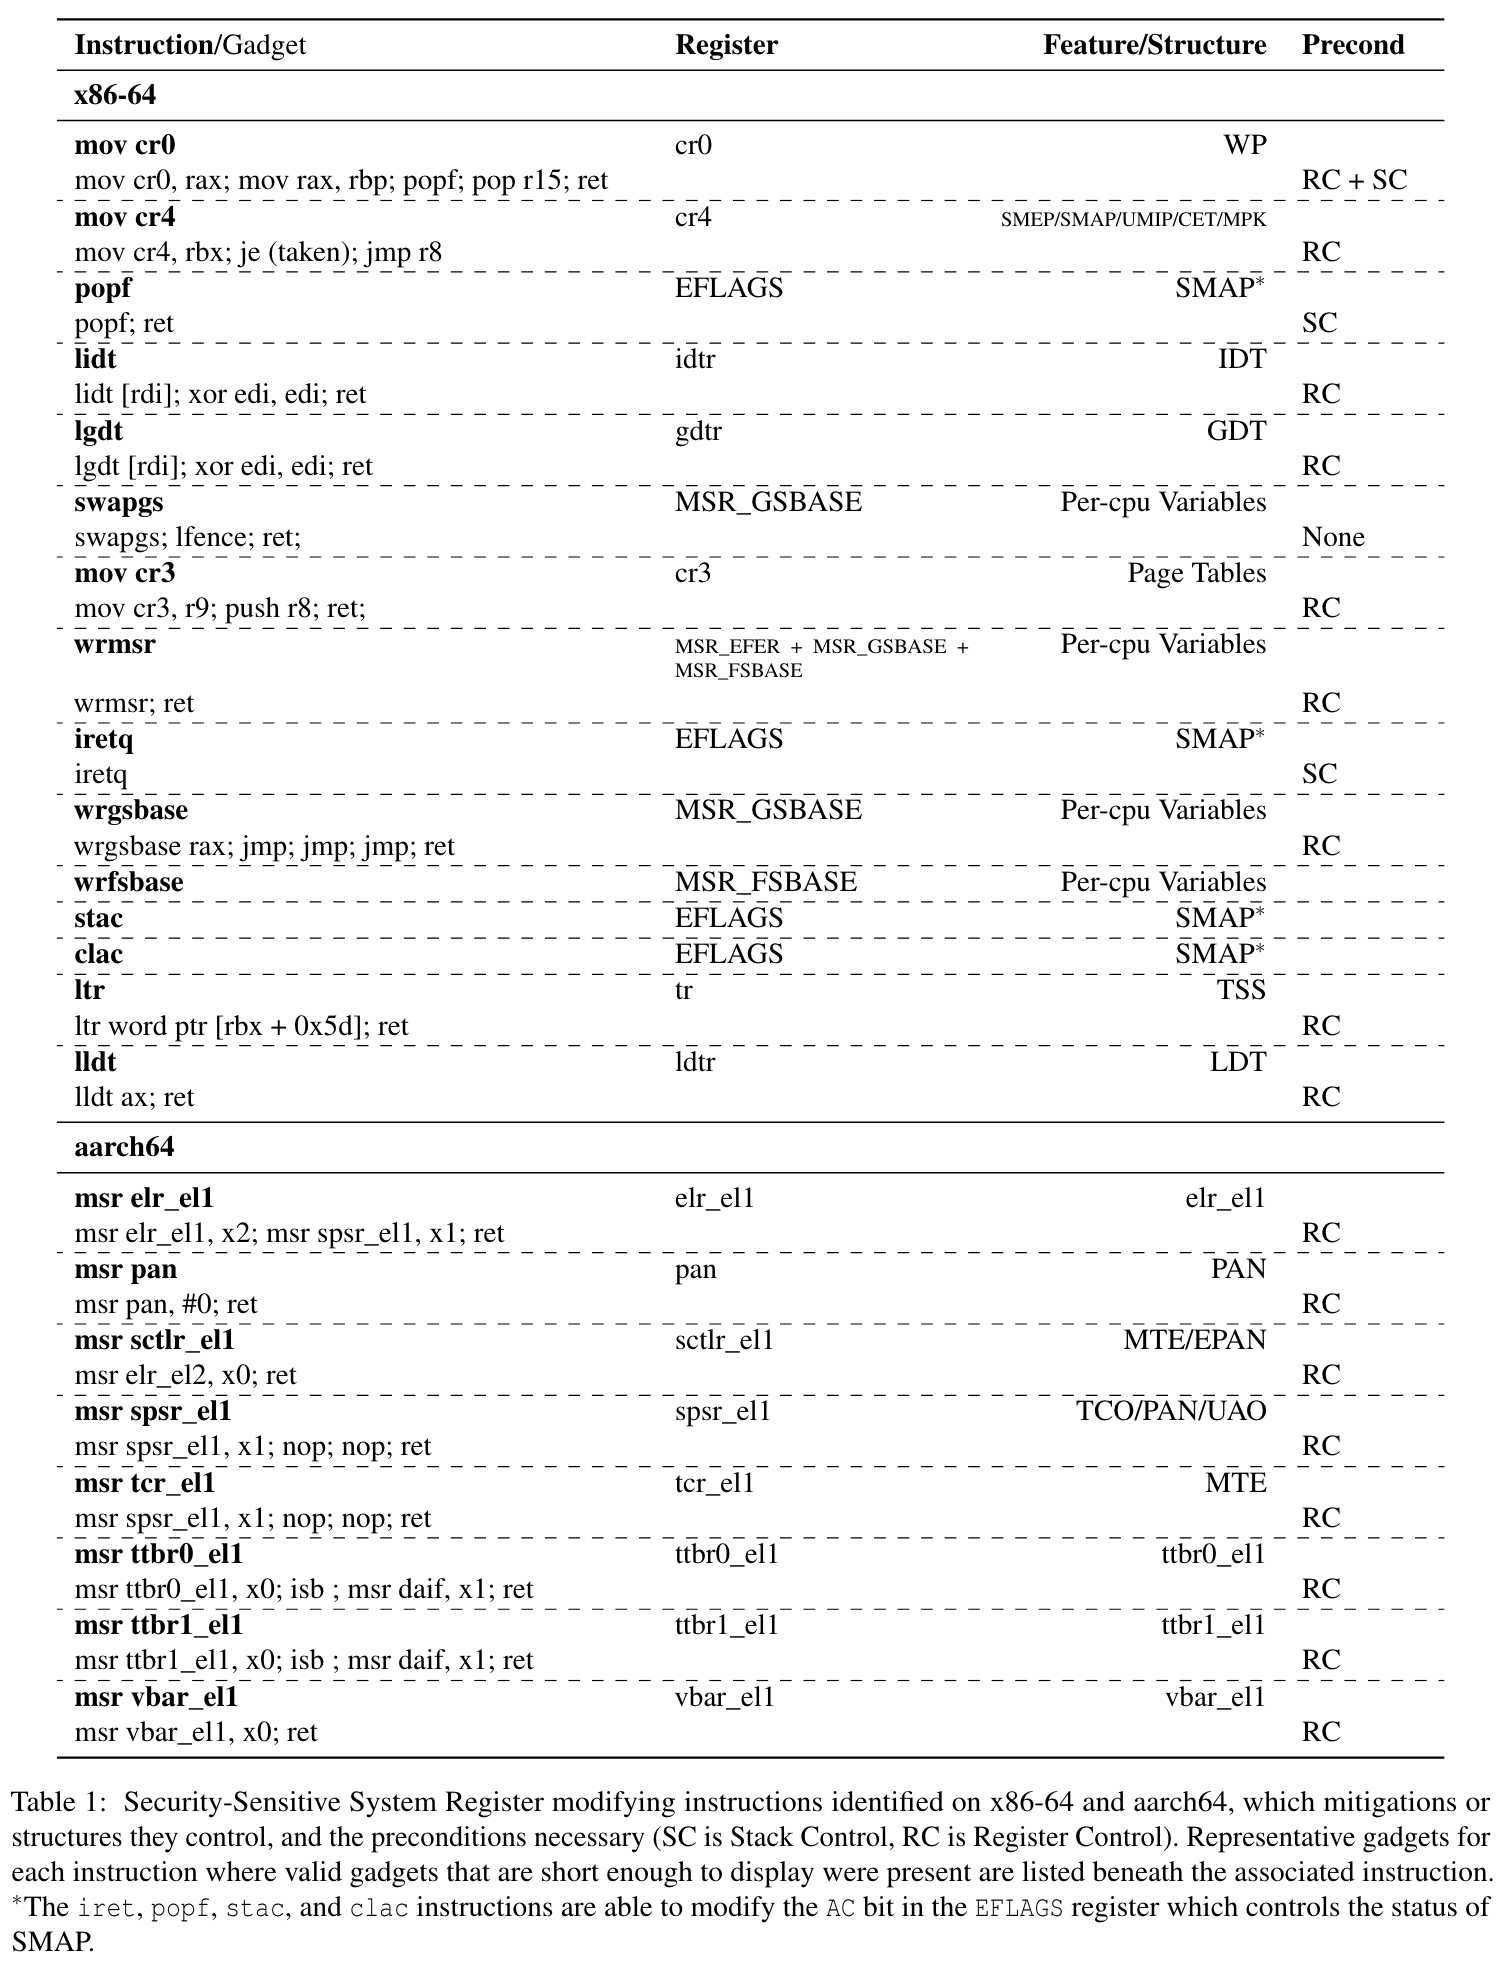 Instruction/Gadget Register Feature/Structure Precond
x86-64
mov cr0 cr0 WP
mov cr0, rax; mov rax, rbp; popf; pop r15; ret RC + SC
mov cr4 cr4 SMEP/SMAP/UMIP/CET/MPK
mov cr4, rbx; je (taken); jmp r8 RC
popf EFLAGS SMAP*
popf; ret SC
lidt idtr IDT
lidt [rdi]; xor edi, edi; ret RC
lgdt gdtr GDT
lgdt [rdi]; xor edi, edi; ret RC
swapgs MSR_GSBASE Per-cpu Variables
swapgs; lfence; ret; None
mov cr3 cr3 Page Tables
mov cr3, r9; push r8; ret; RC
wrmsr MSR_EFER + MSR_GSBASE + Per-cpu Variables
MSR_FSBASE
wrmsr; ret RC
iretq EFLAGS SMAP*
iretq SC
wrgsbase MSR_GSBASE Per-cpu Variables
wrgsbase rax; jmp; jmp; jmp; ret RC
wrfsbase MSR_FSBASE Per-cpu Variables
stac EFLAGS SMAP*
clac EFLAGS SMAP*
ltr tr TSS
ltr word ptr [rbx + 0x5d]; ret RC
lldt ldtr LDT
lldt ax; ret RC
aarch64
msr elr_el1 elr_el1 elr_el1
msr elr_el1, x2; msr spsr_el1, x1; ret RC
msr pan pan PAN
msr pan, #0; ret RC
msr sctlr_el1 sctlr_el1 MTE/EPAN
msr elr_el2, x0; ret RC
msr spsr_el1 spsr_el1 TCO/PAN/UAO
msr spsr_el1, x1; nop; nop; ret RC
msr tcr_el1 tcr_el1 MTE
msr spsr_el1, x1; nop; nop; ret RC
msr ttbr0_el1 ttbr0_el1 ttbr0_el1
msr ttbr0_el1, x0; isb ; msr daif, x1; ret RC
msr ttbr1_el1 ttbr1_el1 ttbr1_el1
msr ttbr1_el1, x0; isb ; msr daif, x1; ret RC
msr vbar_el1 vbar_el1 vbar_el1
msr vbar_el1, x0; ret RC
Table 1: Security-Sensitive System Register modifying instructions identified on x86-64 and aarch64, which mitigations or
structures they control, and the preconditions necessary (SC is Stack Control, RC is Register Control). Representative gadgets for
each instruction where valid gadgets that are short enough to display were present are listed beneath the associated instruction.
*The iret, popf, stac, and clac instructions are able to modify the AC bit in the EFLAGS register which controls the status of
SMAP.